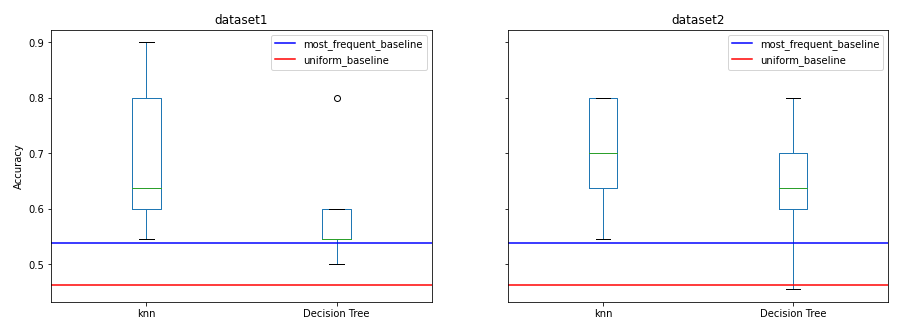 dataset1
dataset2
0.9
0.8
0.7
0.6
0.5
Accuracy
most_frequent_baseline
uniform_baseline
knn
Decision Tree
most_frequent_baseline
uniform_baseline
knn
Decision Tree